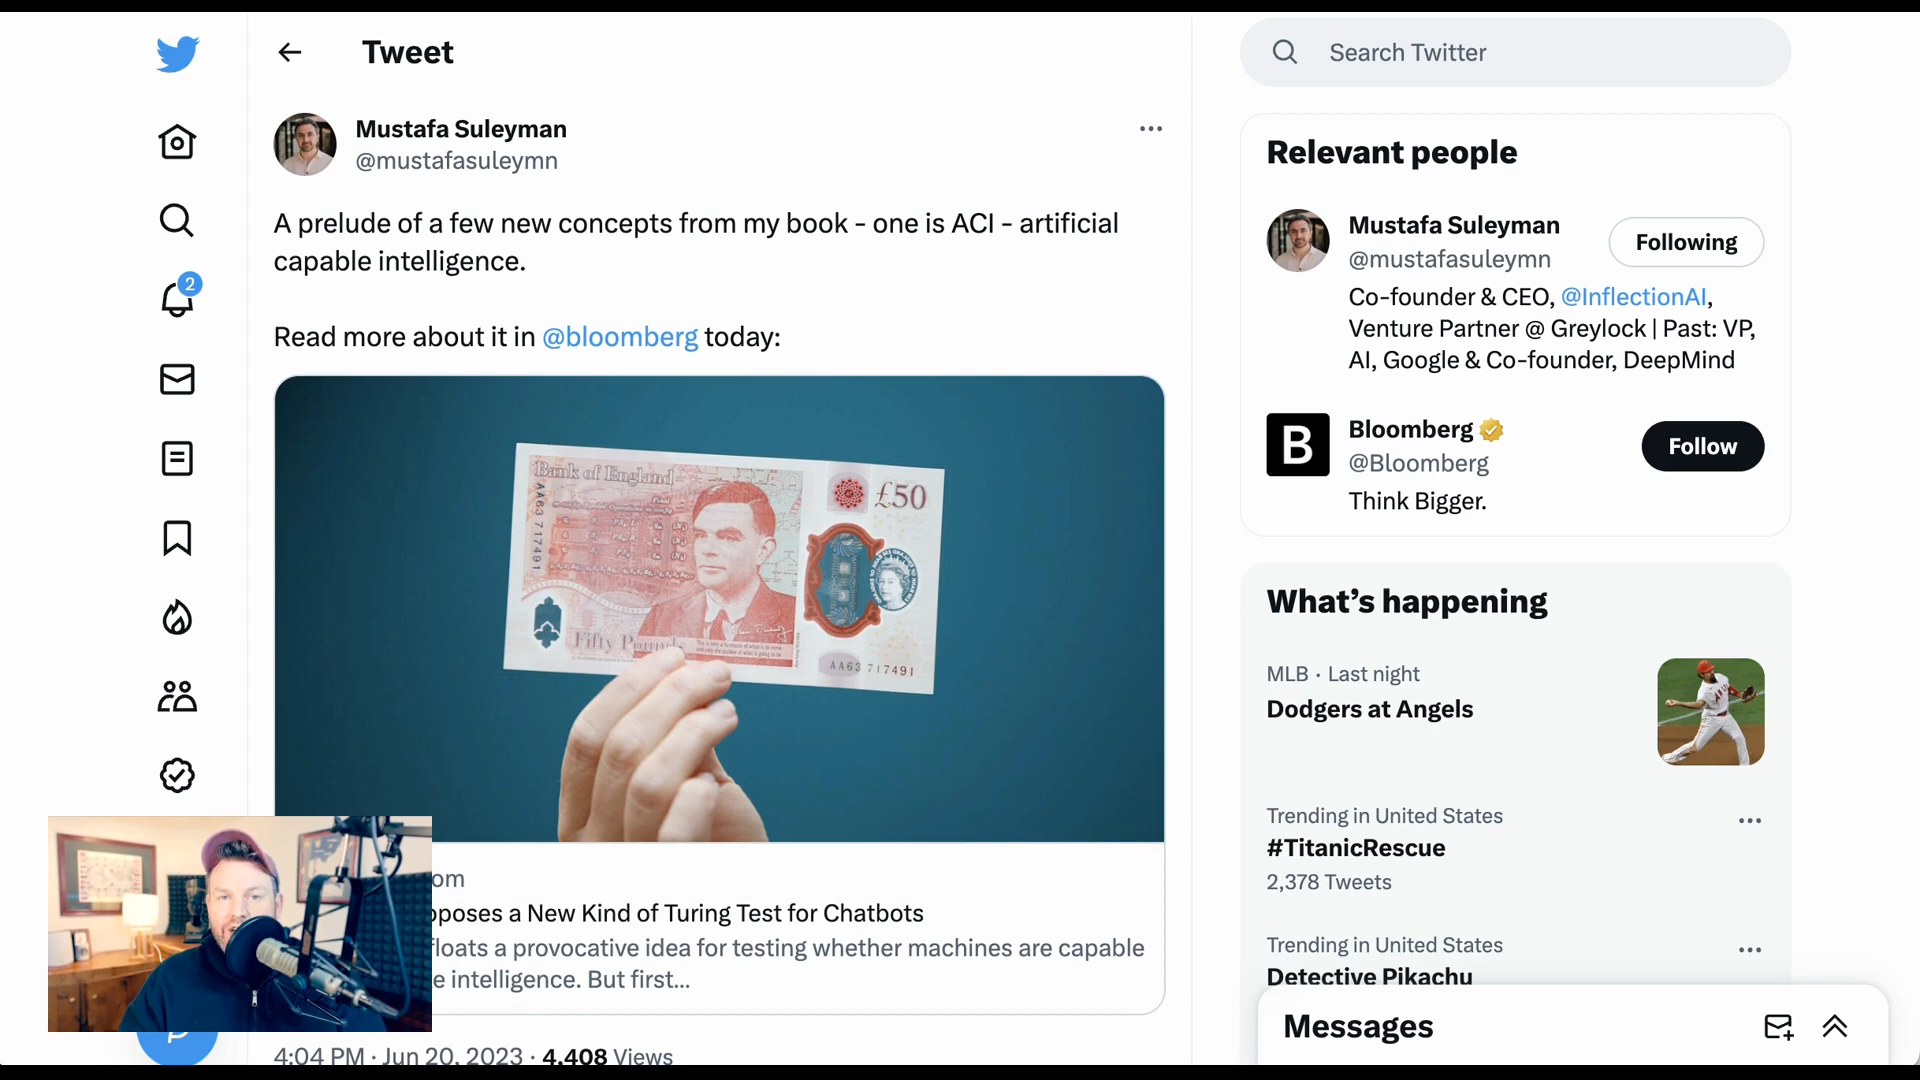 Tweet
Search Twitter
Mustafa Suleyman
@mustafasuleymn
A prelude of a few new concepts from my book - one is ACI - artificial
capable intelligence.
Read more about it in @bloomberg today:
Bank of England
£50
AA63 717491
Fifty Pounds
AA63 717491
om
poses a New Kind of Turing Test for Chatbots
floats a provocative idea for testing whether machines are capable
e intelligence. But first...
4:04 PM · Jun 20, 2023 · 4,408 Views
2
Relevant people
Mustafa Suleyman
@mustafasuleymn
Following
Co-founder & CEO, @InflectionAI,
Venture Partner @ Greylock | Past: VP,
AI, Google & Co-founder, DeepMind
B
Bloomberg
@Bloomberg
Follow
Think Bigger.
What's happening
MLB · Last night
Dodgers at Angels
Trending in United States
#TitanicRescue
2,378 Tweets
Trending in United States
Detective Pikachu
Messages